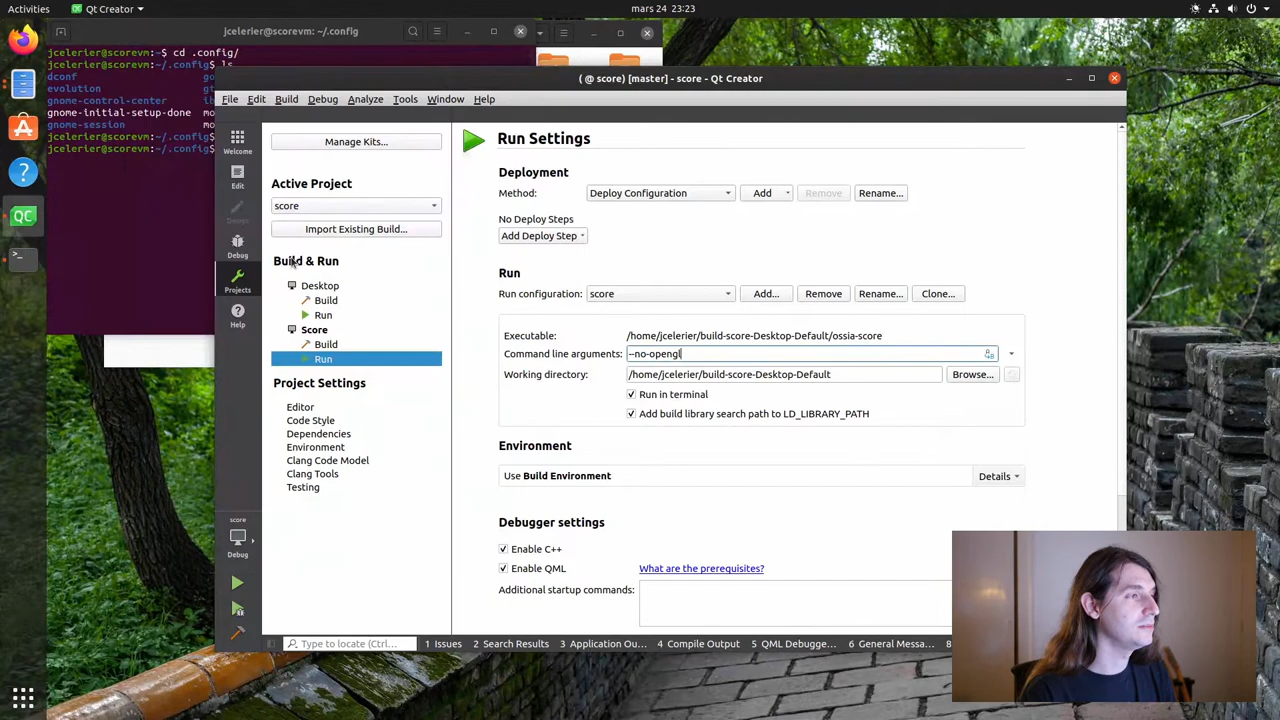 Activities
Qt Creator
mars 24 23:23
jcelerier@scorevm: ~/.config
jcelerier@scorevm:~$ cd .config/
jcelerier@scorevm:~/.config$ ls
dconf go
evolution gt
gnome-control-center ib
gnome-initial-setup-done mo
gnome-session mo
jcelerier@scorevm:~/.config$
jcelerier@scorevm:~/.config$
( @ score) [master] - score - Qt Creator
File Edit Build Debug Analyze Tools Window Help
Welcome
Edit
Design
Debug
Projects
Help
score
Debug
Manage Kits...
Active Project
score
Import Existing Build...
Build & Run
Desktop
Build
Run
Score
Build
Run
Project Settings
Editor
Code Style
Dependencies
Environment
Clang Code Model
Clang Tools
Testing
Run Settings
Deployment
Method: Deploy Configuration Add Remove Rename...
No Deploy Steps
Add Deploy Step
Run
Run configuration: score Add... Remove Rename... Clone...
Executable: /home/jcelerier/build-score-Desktop-Default/ossia-score
Command line arguments: --no-opengl
Working directory: /home/jcelerier/build-score-Desktop-Default Browse...
Run in terminal
Add build library search path to LD_LIBRARY_PATH
Environment
Use Build Environment Details
Debugger settings
Enable C++
Enable QML What are the prerequisites?
Additional startup commands:
Type to locate (Ctrl... 1 Issues 2 Search Results 3 Application Ou... 4 Compile Output 5 QML Debugge... 6 General Messa... 8